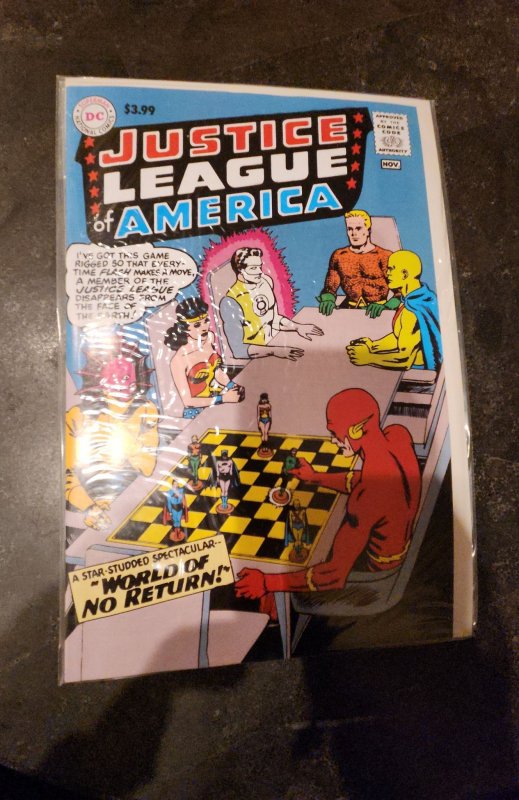 SUPERMAN
DC
NATIONAL COMICS
$3.99
APPROVED
BY THE
COMICS
CODE
AUTHORITY
NOV.
JUSTICE
LEAGUE
of AMERICA
I'VE GOT THIS GAME
RIGGED SO THAT EVERY-
TIME FLASH MAKES A MOVE,
A MEMBER OF THE
JUSTICE LEAGUE
DISAPPEARS FROM
THE FACE OF
THE EARTH!
A STAR-STUDDED SPECTACULAR--
"WORLD OF
NO RETURN!"